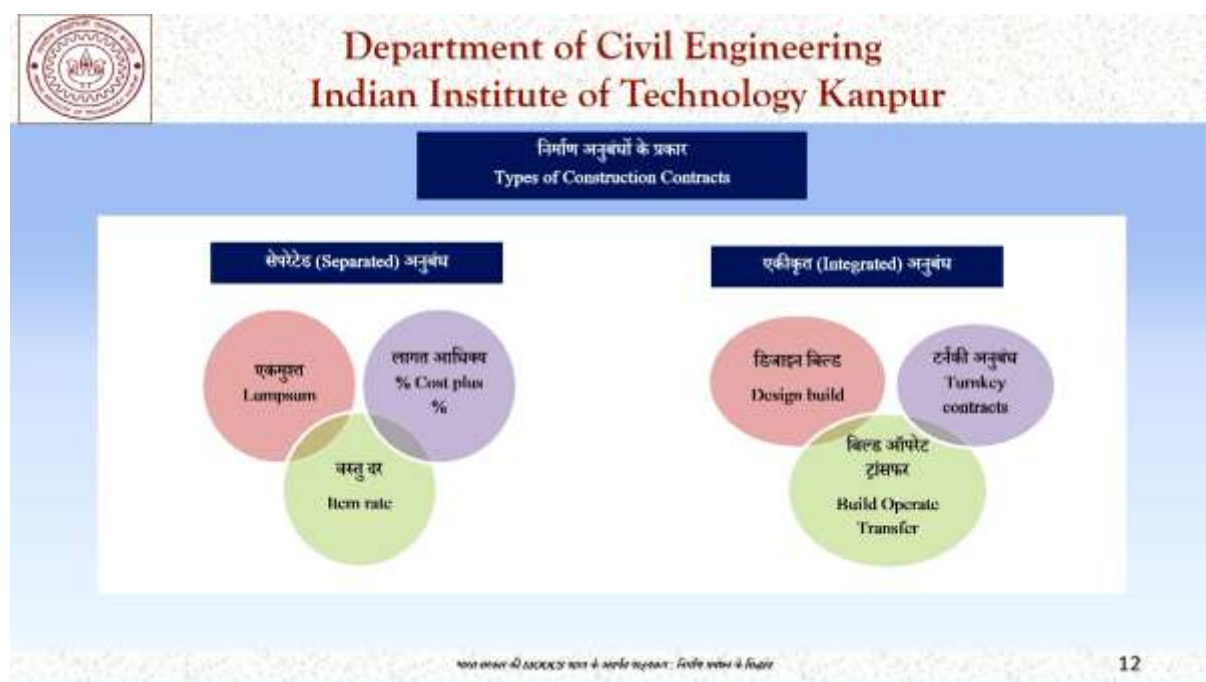 Department of Civil Engineering
Indian Institute of Technology Kanpur
निर्माण अनुबंधों के प्रकार
Types of Construction Contracts
सेपरेटेड (Separated) अनुबंध
एकमुश्त
Lumpsum
लागत आधिक्य
% Cost plus
%
वस्तु दर
Item rate
एकीकृत (Integrated) अनुबंध
डिजाइन बिल्ड
Design build
टर्नकी अनुबंध
Turnkey
contracts
बिल्ड ऑपरेट
ट्रांसफर
Build Operate
Transfer
12